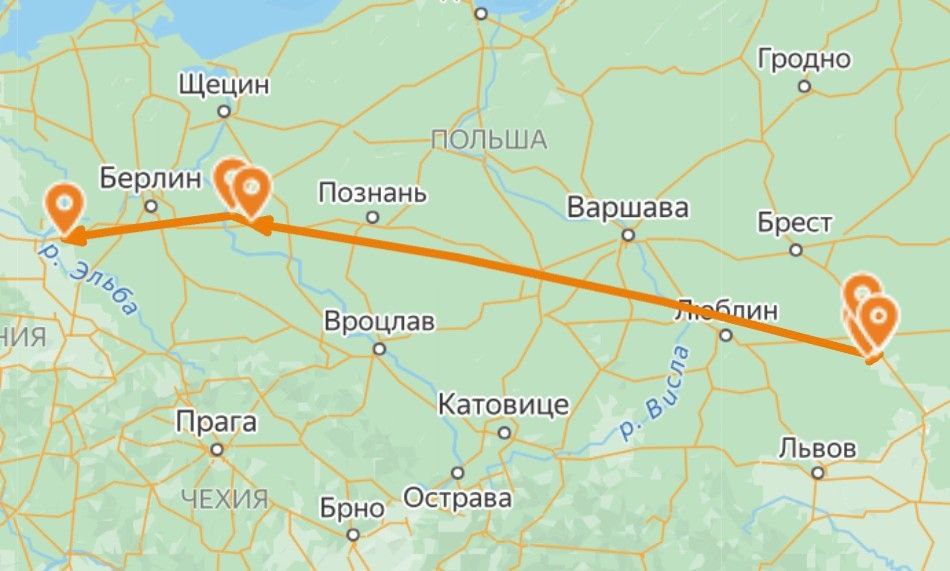 Гродно
Щецин
ПОЛЬША
Берлин
Познань
Варшава
Брест
р. Эльба
Люблин
Вроцлав
НИЯ
р. Висла
Катовице
Прага
Львов
ЧЕХИЯ
Острава
Брно